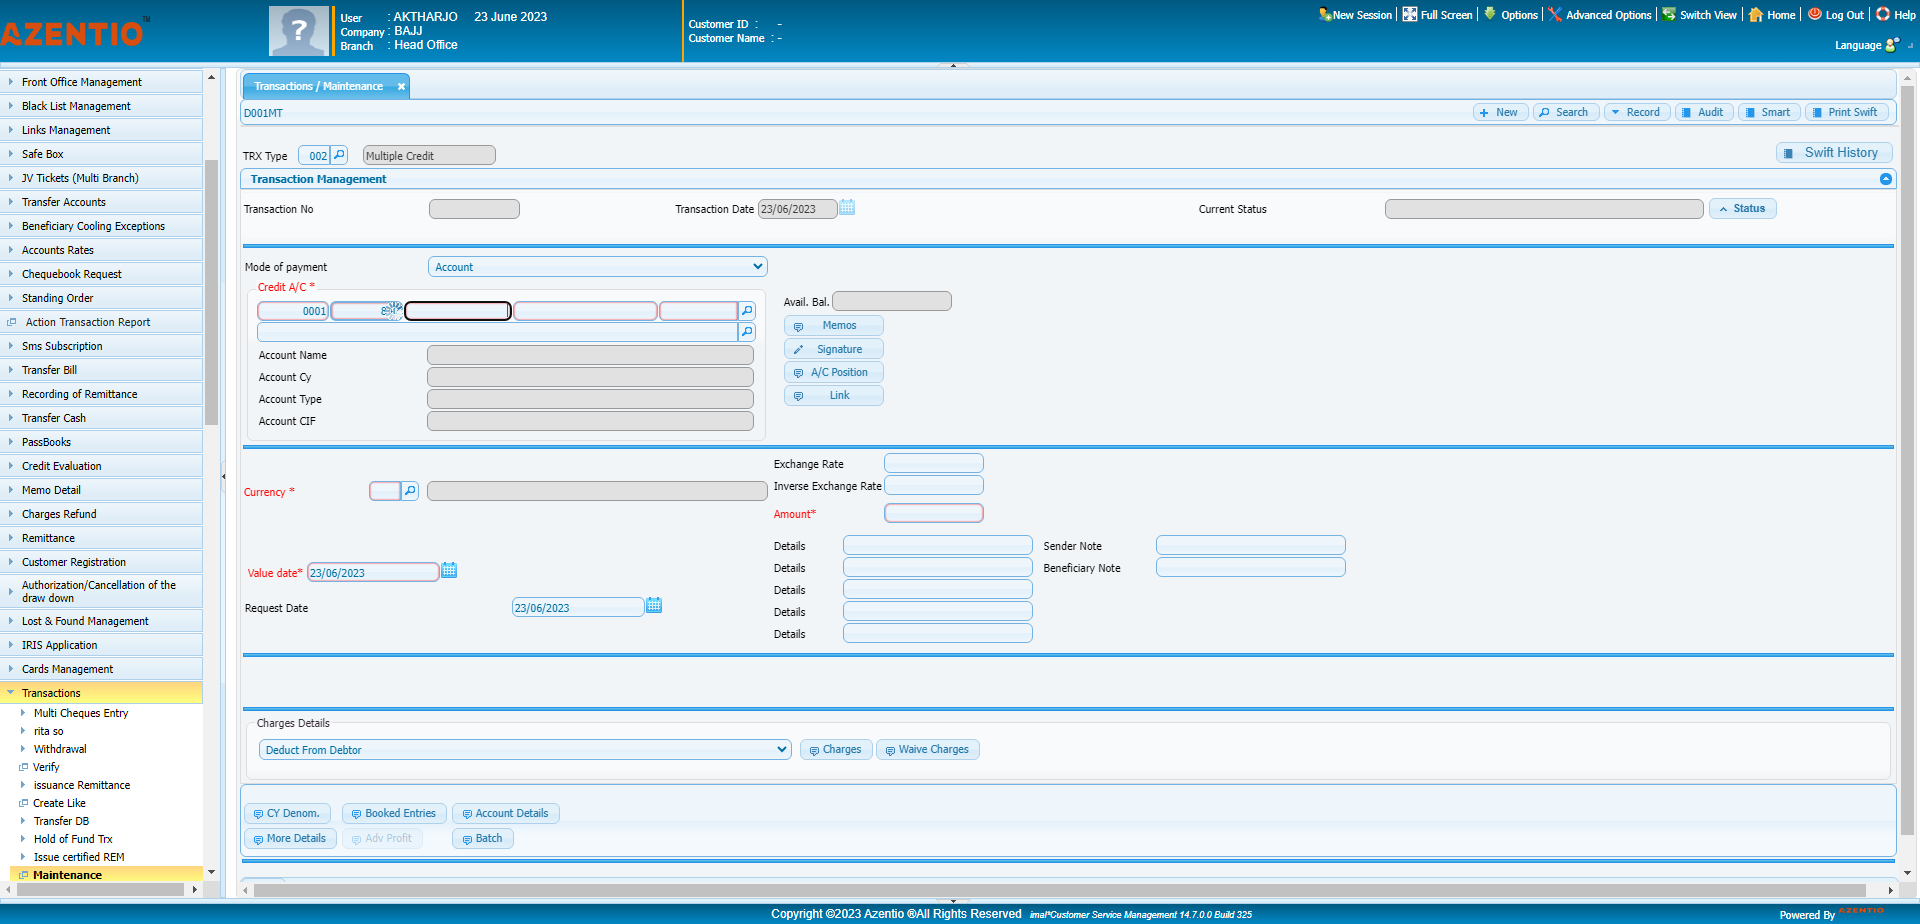 AZENTIO TM
User : AKTHARJO 23 June 2023
Company : BAJJ
Branch : Head Office
Customer ID : -
Customer Name : -
New Session Full Screen Options Advanced Options Switch View Home Log Out Help
Language
Front Office Management
Black List Management
Links Management
Safe Box
JV Tickets (Multi Branch)
Transfer Accounts
Beneficiary Cooling Exceptions
Accounts Rates
Chequebook Request
Standing Order
Action Transaction Report
Sms Subscription
Transfer Bill
Recording of Remittance
Transfer Cash
PassBooks
Credit Evaluation
Memo Detail
Charges Refund
Remittance
Customer Registration
Authorization/Cancellation of the
draw down
Lost & Found Management
IRIS Application
Cards Management
Transactions
Multi Cheques Entry
rita so
Withdrawal
Verify
issuance Remittance
Create Like
Transfer DB
Hold of Fund Trx
Issue certified REM
Maintenance
Transactions / Maintenance
D001MT
New Search Record Audit Smart Print Swift
TRX Type 002 Multiple Credit
Swift History
Transaction Management
Transaction No
Transaction Date 23/06/2023
Current Status
Status
Mode of payment Account
Credit A/C *
0001
Account Name
Account Cy
Account Type
Account CIF
Avail. Bal.
Memos
Signature
A/C Position
Link
Currency *
Exchange Rate
Inverse Exchange Rate
Amount*
Value date* 23/06/2023
Request Date 23/06/2023
Details
Details
Details
Details
Details
Sender Note
Beneficiary Note
Charges Details
Deduct From Debtor
Charges
Waive Charges
CY Denom. Booked Entries Account Details
More Details Adv Profit Batch
Copyright ©2023 Azentio ®All Rights Reserved imal*Customer Service Management 14.7.0.0 Build 325
Powered By AZENTIO